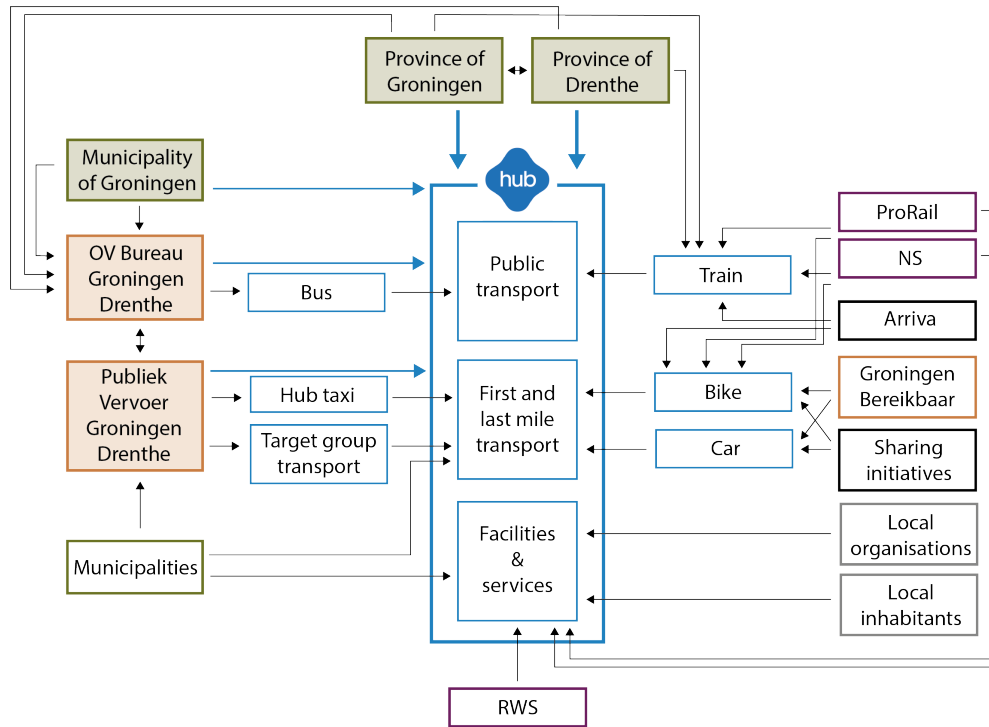 Province of
Groningen
Province of
Drenthe
Municipality
of Groningen
hub
ProRail
OV Bureau
Groningen
Drenthe
Public
transport
Train
NS
Bus
Arriva
Publiek
Vervoer
Groningen
Drenthe
Hub taxi
First and
last mile
transport
Bike
Groningen
Bereikbaar
Target group
transport
Car
Sharing
initiatives
Municipalities
Facilities
&
services
Local
organisations
Local
inhabitants
RWS